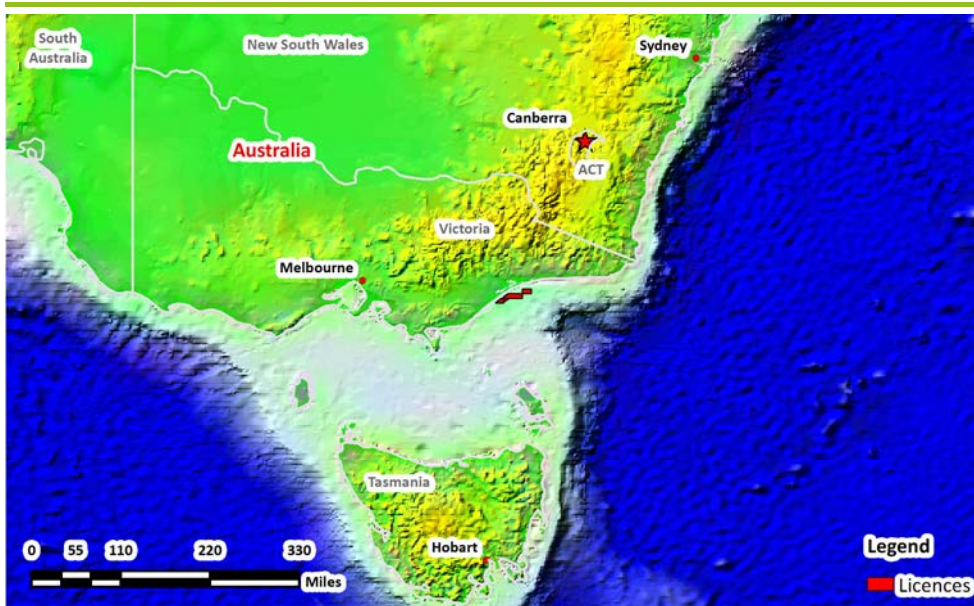 South
Australia
New South Wales
Sydney
Canberra
Australia
ACT
Victoria
Melbourne
Tasmania
Hobart
0 55 110 220 330
Miles
Legend
Licences